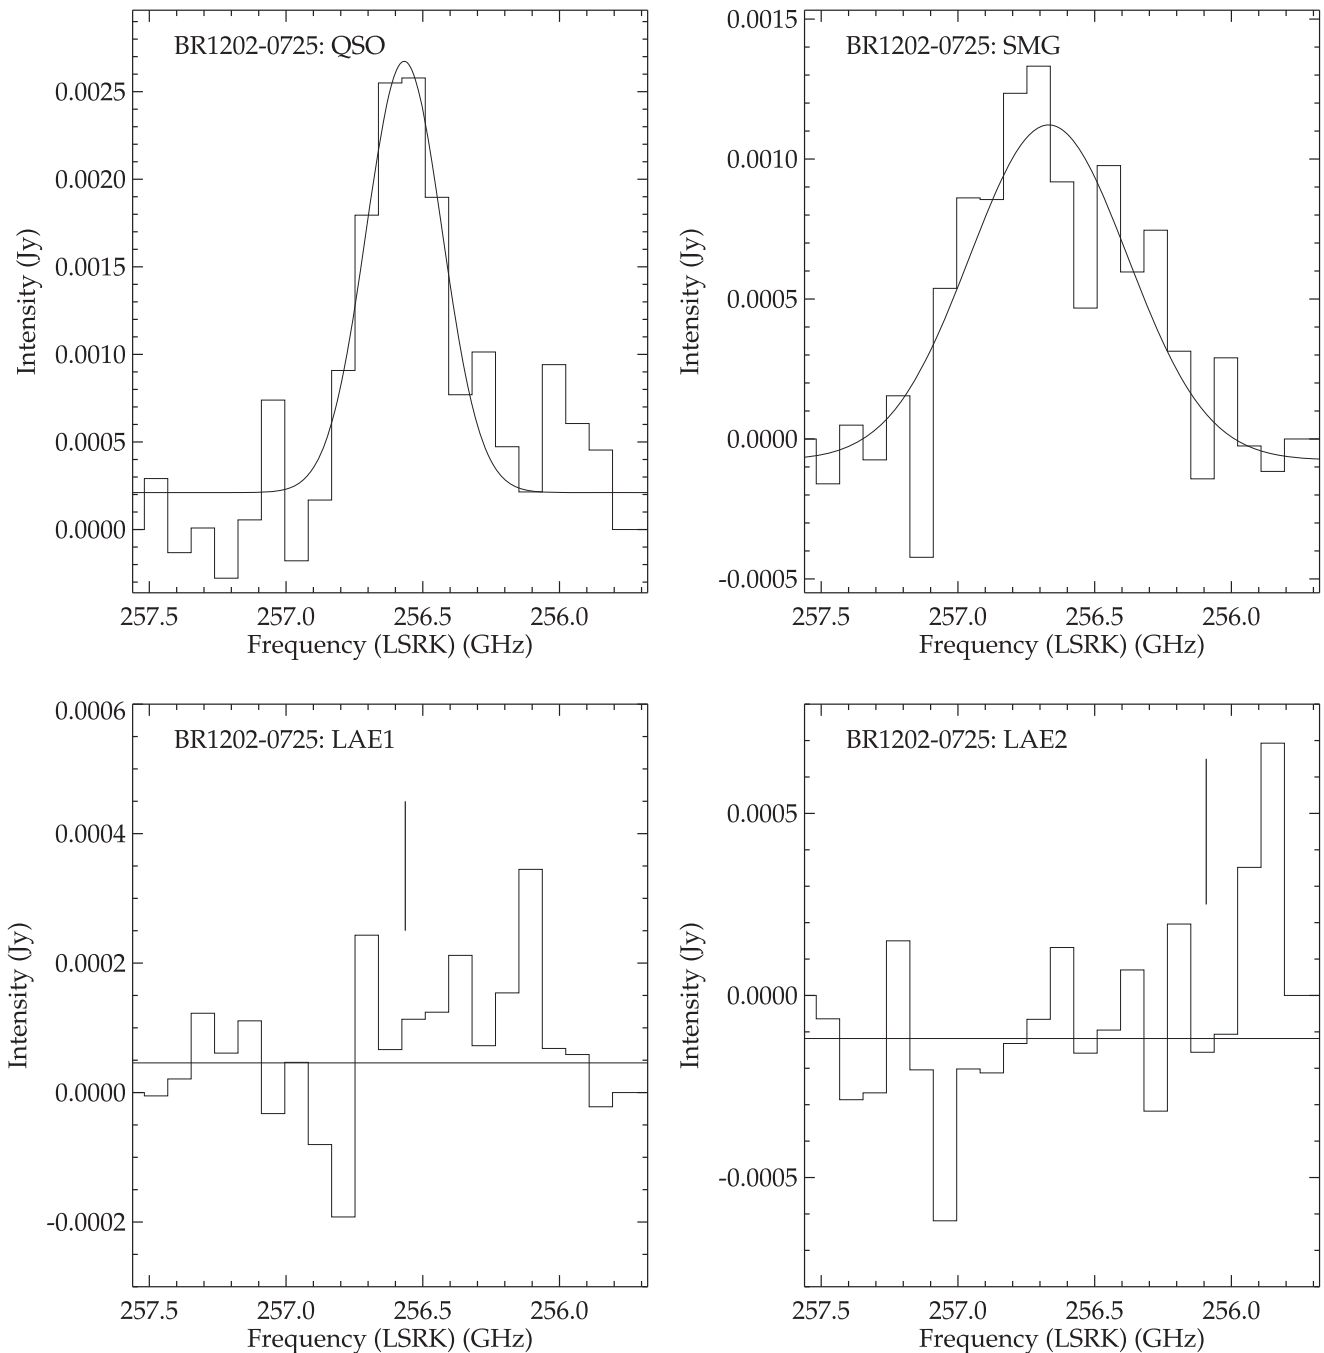 BR1202-0725: QSO
0.0025
0.0020
0.0015
0.0010
0.0005
0.0000
Intensity (Jy)
257.5 257.0 256.5 256.0
Frequency (LSRK) (GHz)
BR1202-0725: SMG
0.0015
0.0010
0.0005
0.0000
-0.0005
Intensity (Jy)
257.5 257.0 256.5 256.0
Frequency (LSRK) (GHz)
BR1202-0725: LAE1
0.0006
0.0004
0.0002
0.0000
-0.0002
Intensity (Jy)
257.5 257.0 256.5 256.0
Frequency (LSRK) (GHz)
BR1202-0725: LAE2
0.0005
0.0000
-0.0005
Intensity (Jy)
257.5 257.0 256.5 256.0
Frequency (LSRK) (GHz)